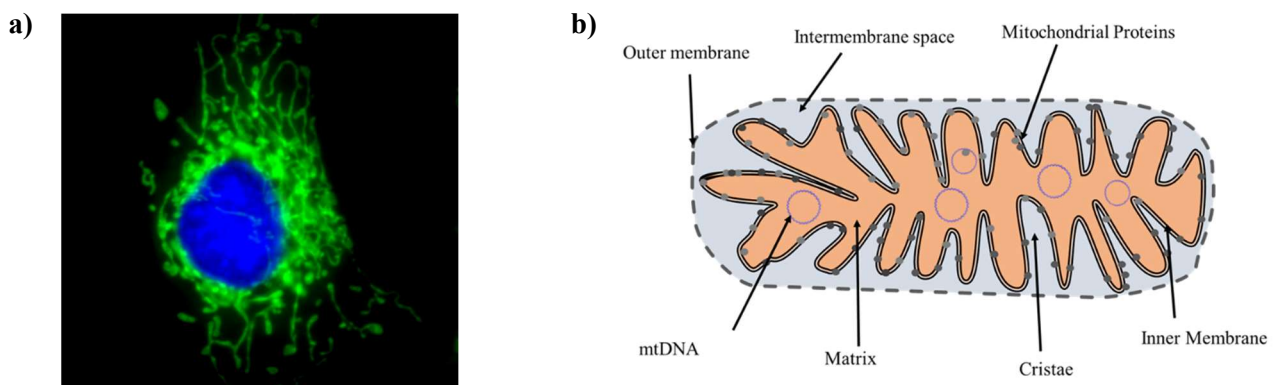 a)
b)
Outer membrane
Intermembrane space
Mitochondrial Proteins
mtDNA
Matrix
Cristae
Inner Membrane